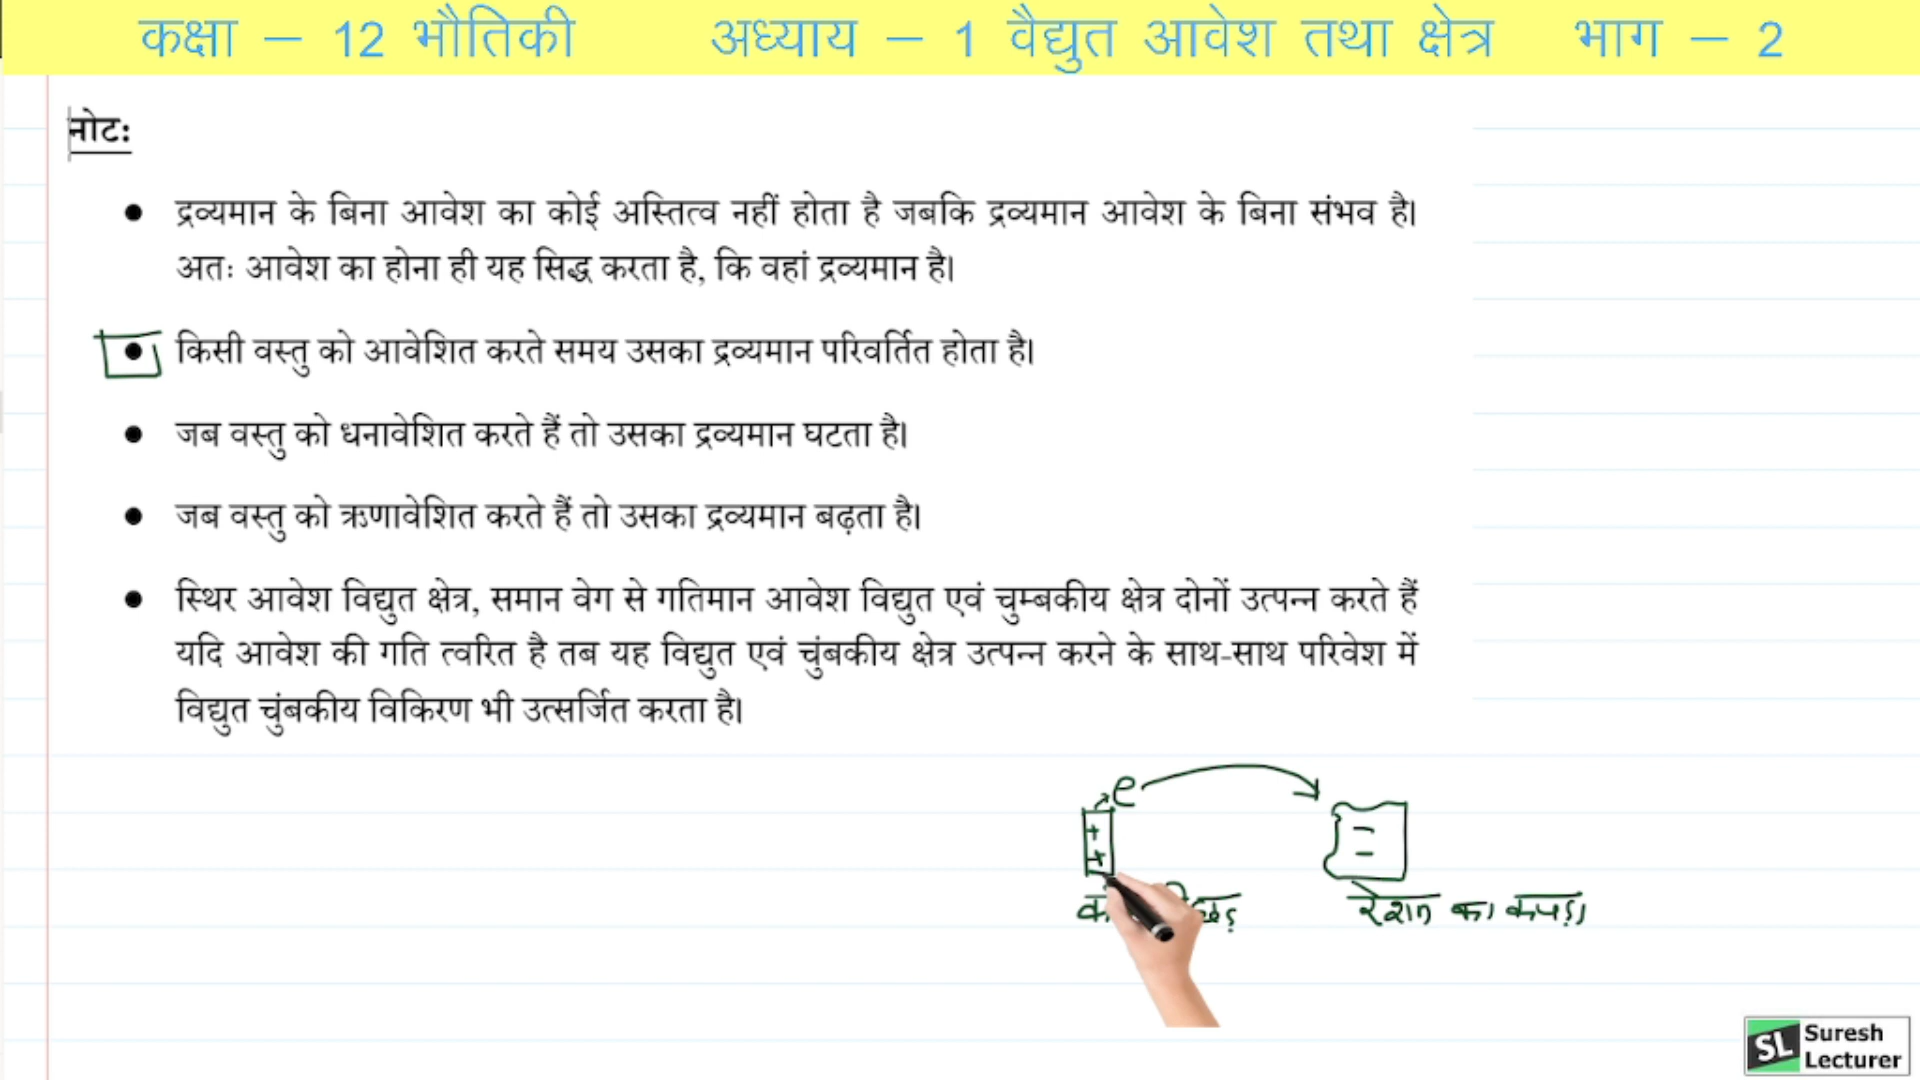 कक्षा – 12 भौतिकी अध्याय – 1 वैद्युत आवेश तथा क्षेत्र भाग – 2
नोट:
● द्रव्यमान के बिना आवेश का कोई अस्तित्व नहीं होता है जबकि द्रव्यमान आवेश के बिना संभव है।
अतः आवेश का होना ही यह सिद्ध करता है, कि वहां द्रव्यमान है।
● किसी वस्तु को आवेशित करते समय उसका द्रव्यमान परिवर्तित होता है।
● जब वस्तु को धनावेशित करते हैं तो उसका द्रव्यमान घटता है।
● जब वस्तु को ऋणावेशित करते हैं तो उसका द्रव्यमान बढ़ता है।
● स्थिर आवेश विद्युत क्षेत्र, समान वेग से गतिमान आवेश विद्युत एवं चुम्बकीय क्षेत्र दोनों उत्पन्न करते हैं
यदि आवेश की गति त्वरित है तब यह विद्युत एवं चुंबकीय क्षेत्र उत्पन्न करने के साथ-साथ परिवेश में
विद्युत चुंबकीय विकिरण भी उत्सर्जित करता है।
e
+
+
–
–
का कपड़ा
SL Suresh
Lecturer